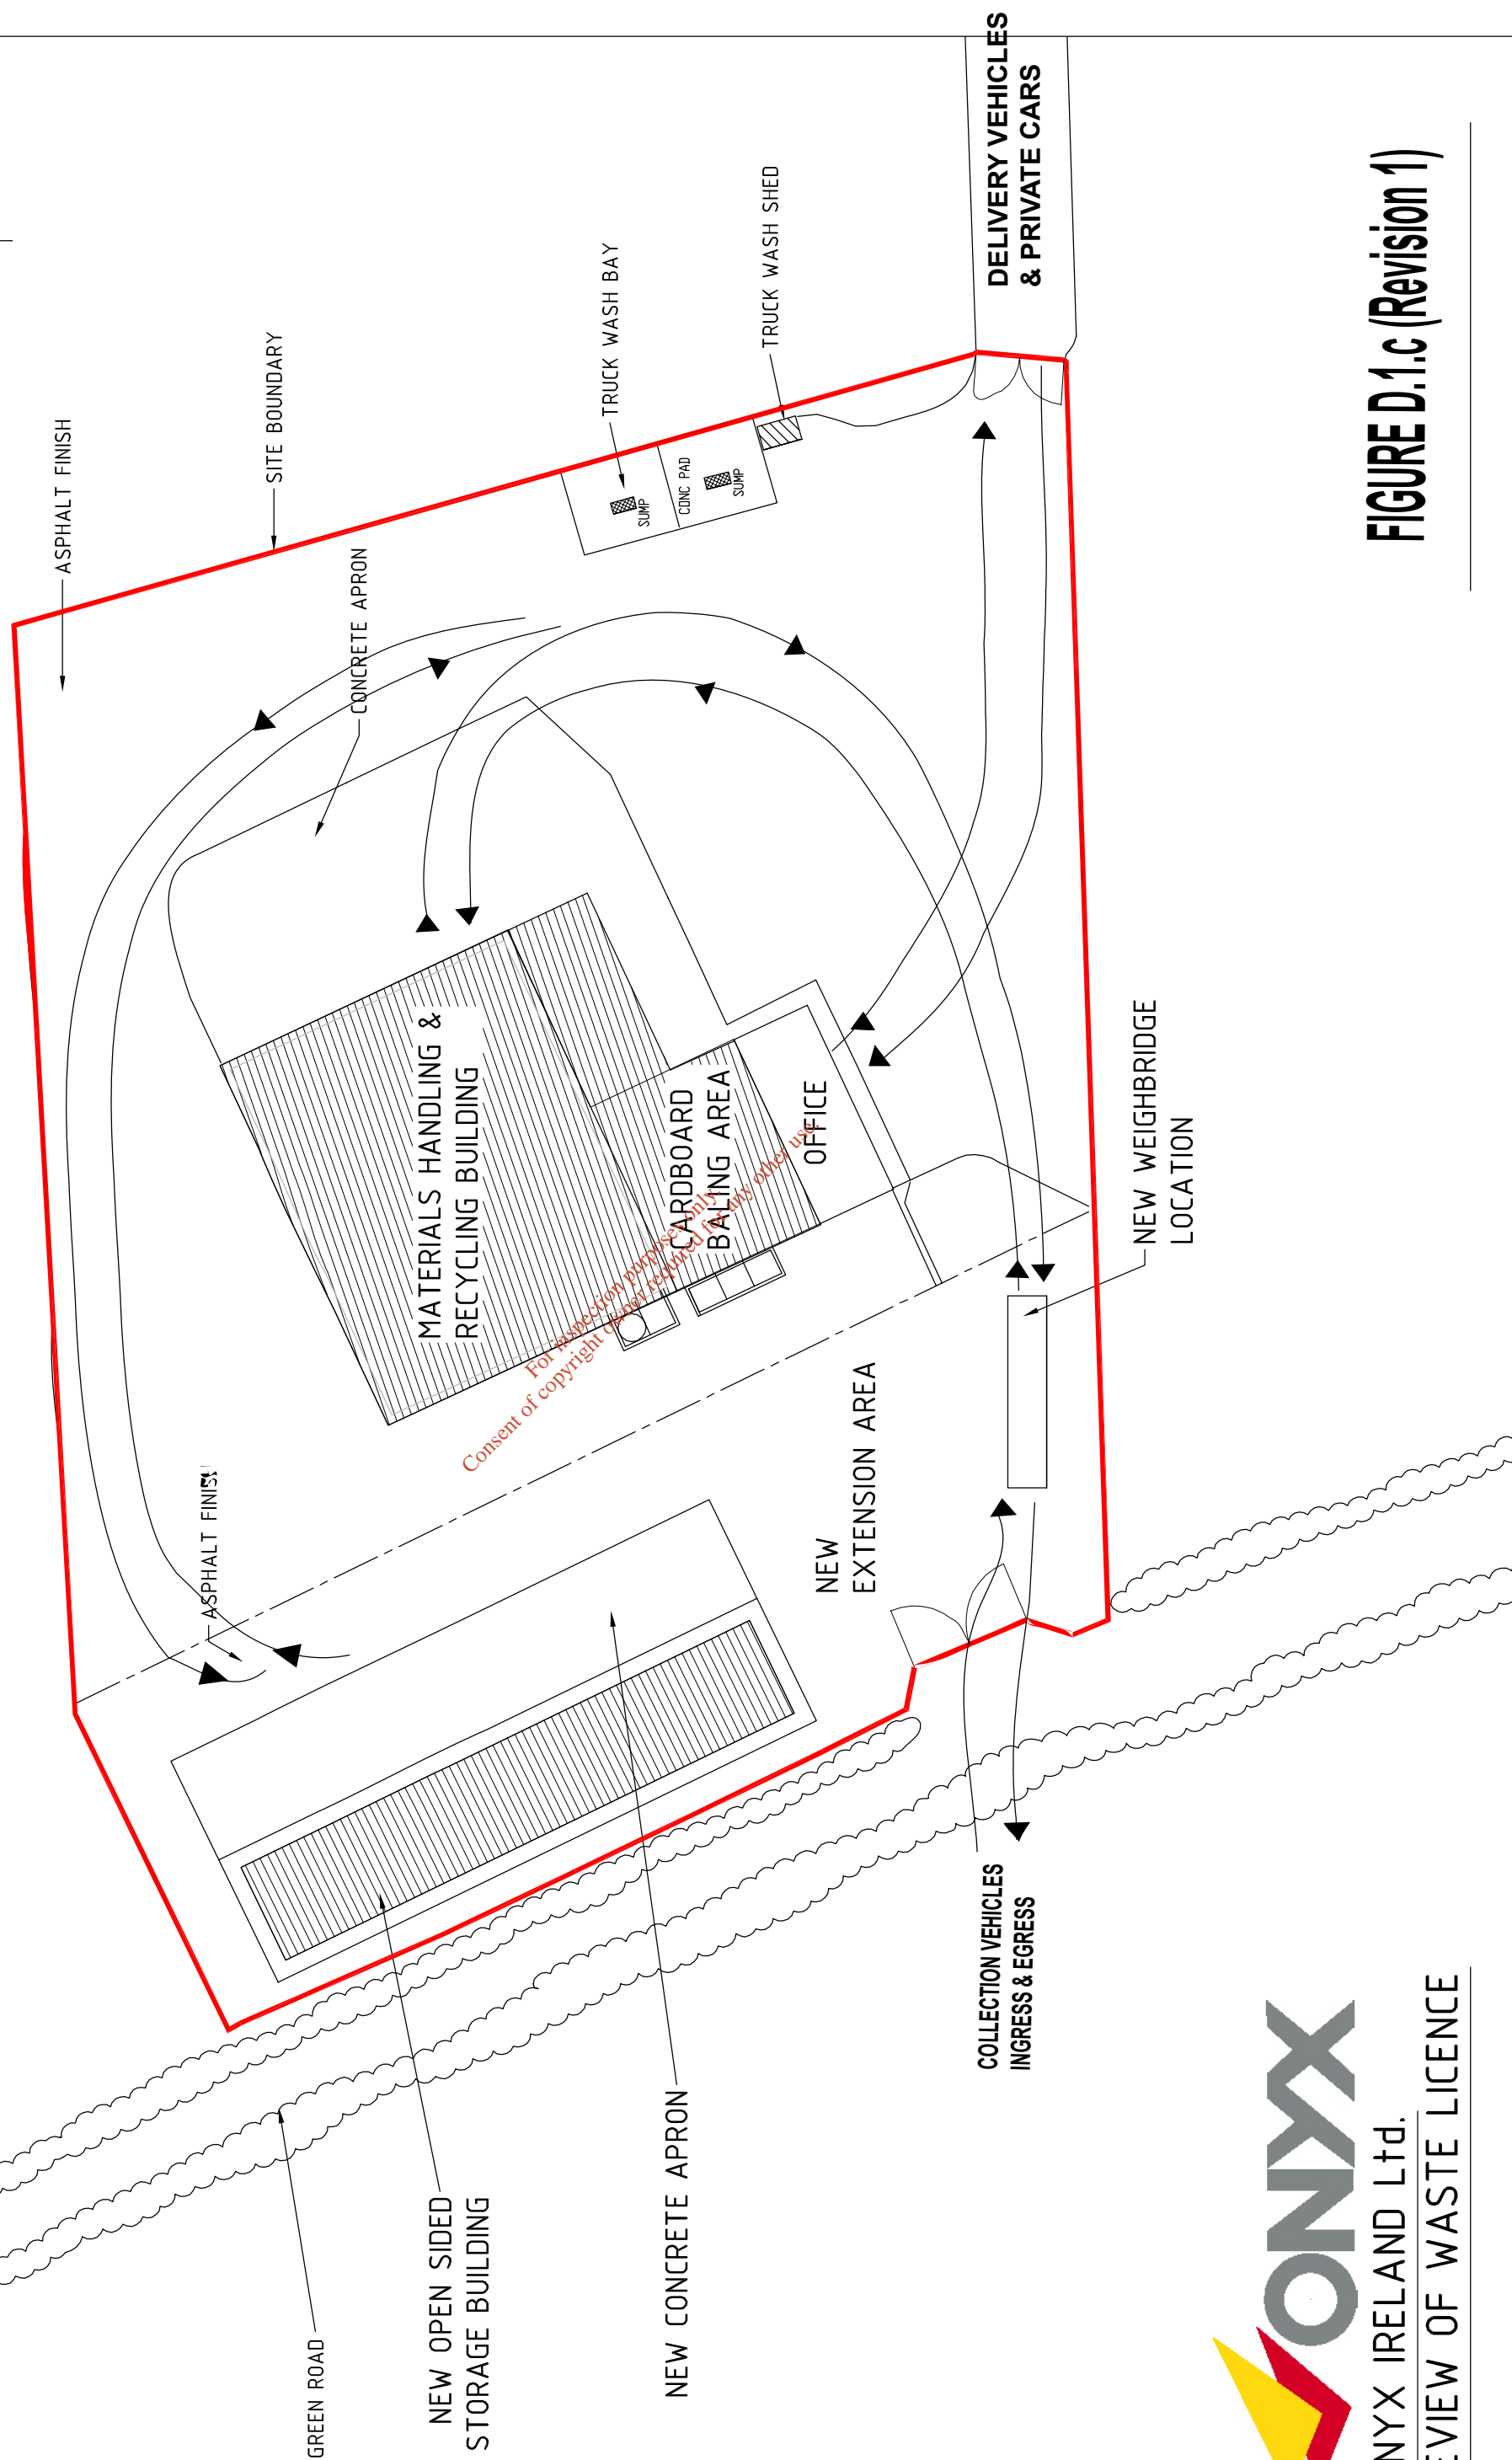 ASPHALT FINISH
SITE BOUNDARY
CONCRETE APRON
TRUCK WASH BAY
TRUCK WASH SHED
SUMP
CONC PAD
SUMP
DELIVERY VEHICLES
& PRIVATE CARS
MATERIALS HANDLING &
RECYCLING BUILDING
CARDBOARD
BALING AREA
OFFICE
NEW WEIGHBRIDGE
LOCATION
ASPHALT FINISH
NEW
EXTENSION AREA
For inspection purposes only.
Consent of copyright owner required for any other use.
COLLECTION VEHICLES
INGRESS & EGRESS
GREEN ROAD
NEW OPEN SIDED
STORAGE BUILDING
NEW CONCRETE APRON
ONYX
NYX IRELAND Ltd.
EVIEW OF WASTE LICENCE
FIGURE D.1.c (Revision 1)